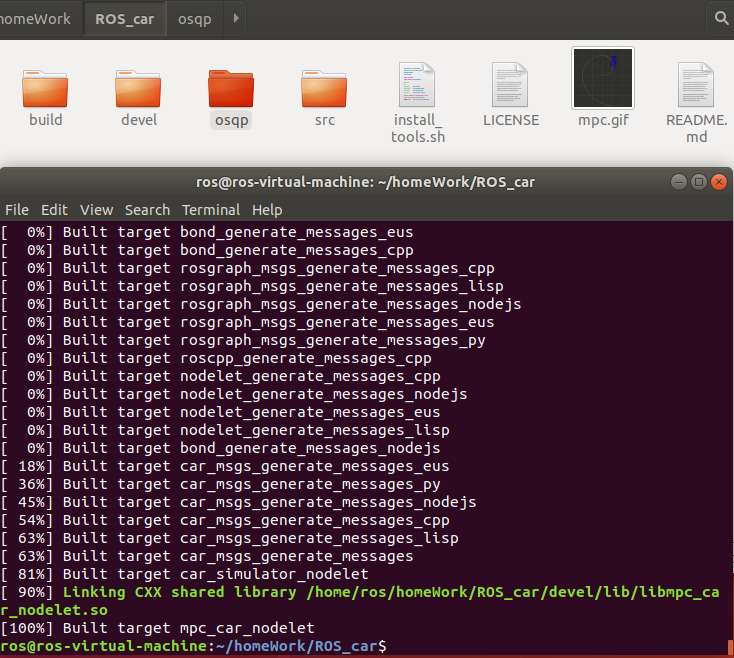 homeWork ROS_car osqp
build devel osqp src install_ LICENSE mpc.gif README.
tools.sh md
ros@ros-virtual-machine: ~/homeWork/ROS_car
File Edit View Search Terminal Help
[  0%] Built target bond_generate_messages_eus
[  0%] Built target bond_generate_messages_cpp
[  0%] Built target rosgraph_msgs_generate_messages_cpp
[  0%] Built target rosgraph_msgs_generate_messages_lisp
[  0%] Built target rosgraph_msgs_generate_messages_nodejs
[  0%] Built target rosgraph_msgs_generate_messages_eus
[  0%] Built target rosgraph_msgs_generate_messages_py
[  0%] Built target roscpp_generate_messages_cpp
[  0%] Built target nodelet_generate_messages_cpp
[  0%] Built target nodelet_generate_messages_nodejs
[  0%] Built target nodelet_generate_messages_eus
[  0%] Built target nodelet_generate_messages_lisp
[  0%] Built target bond_generate_messages_nodejs
[ 18%] Built target car_msgs_generate_messages_eus
[ 36%] Built target car_msgs_generate_messages_py
[ 45%] Built target car_msgs_generate_messages_nodejs
[ 54%] Built target car_msgs_generate_messages_cpp
[ 63%] Built target car_msgs_generate_messages_lisp
[ 63%] Built target car_msgs_generate_messages
[ 81%] Built target car_simulator_nodelet
[ 90%] Linking CXX shared library /home/ros/homeWork/ROS_car/devel/lib/libmpc_ca
r_nodelet.so
[100%] Built target mpc_car_nodelet
ros@ros-virtual-machine:~/homeWork/ROS_car$